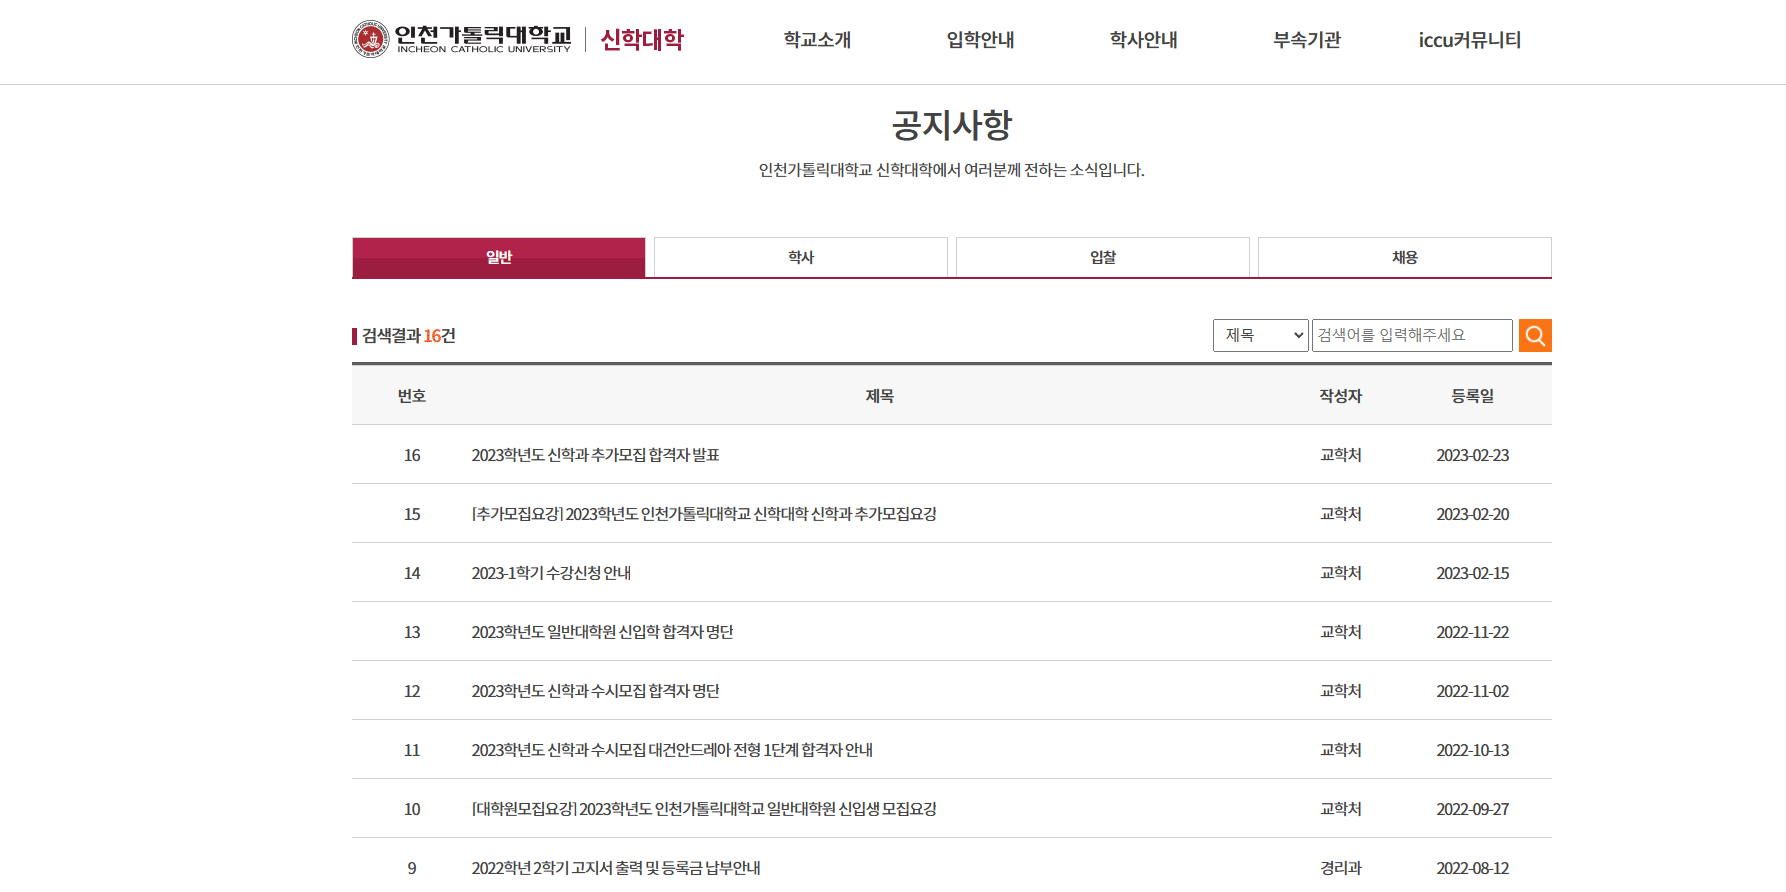 인천가톨릭대학교 신학대학
INCHEON CATHOLIC UNIVERSITY
학교소개 입학안내 학사안내 부속기관 iccu커뮤니티
공지사항
인천가톨릭대학교 신학대학에서 여러분께 전하는 소식입니다.
일반 학사 입찰 채용
검색결과 16건 제목 검색어를 입력해주세요
번호 제목 작성자 등록일
16 2023학년도 신학과 추가모집 합격자 발표 교학처 2023-02-23
15 [추가모집요강] 2023학년도 인천가톨릭대학교 신학대학 신학과 추가모집요강 교학처 2023-02-20
14 2023-1학기 수강신청 안내 교학처 2023-02-15
13 2023학년도 일반대학원 신입학 합격자 명단 교학처 2022-11-22
12 2023학년도 신학과 수시모집 합격자 명단 교학처 2022-11-02
11 2023학년도 신학과 수시모집 대건안드레아 전형 1단계 합격자 안내 교학처 2022-10-13
10 [대학원모집요강] 2023학년도 인천가톨릭대학교 일반대학원 신입생 모집요강 교학처 2022-09-27
9 2022학년 2학기 고지서 출력 및 등록금 납부안내 경리과 2022-08-12